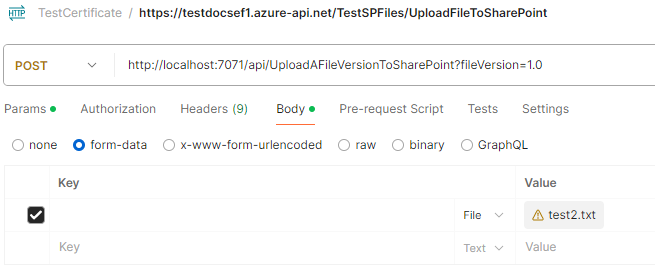 HTTP TestCertificate / https://testdocsef1.azure-api.net/TestSPFiles/UploadFileToSharePoint
POST http://localhost:7071/api/UploadAFileVersionToSharePoint?fileVersion=1.0
Params Authorization Headers (9) Body Pre-request Script Tests Settings
none form-data x-www-form-urlencoded raw binary GraphQL
Key Value
File test2.txt
Key Text Value